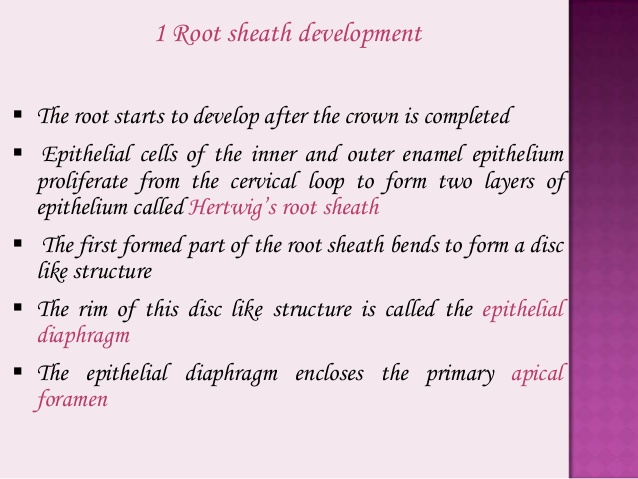 1 Root sheath development
▪ The root starts to develop after the crown is completed
▪ Epithelial cells of the inner and outer enamel epithelium
proliferate from the cervical loop to form two layers of
epithelium called Hertwig's root sheath
▪ The first formed part of the root sheath bends to form a disc
like structure
▪ The rim of this disc like structure is called the epithelial
diaphragm
▪ The epithelial diaphragm encloses the primary apical
foramen